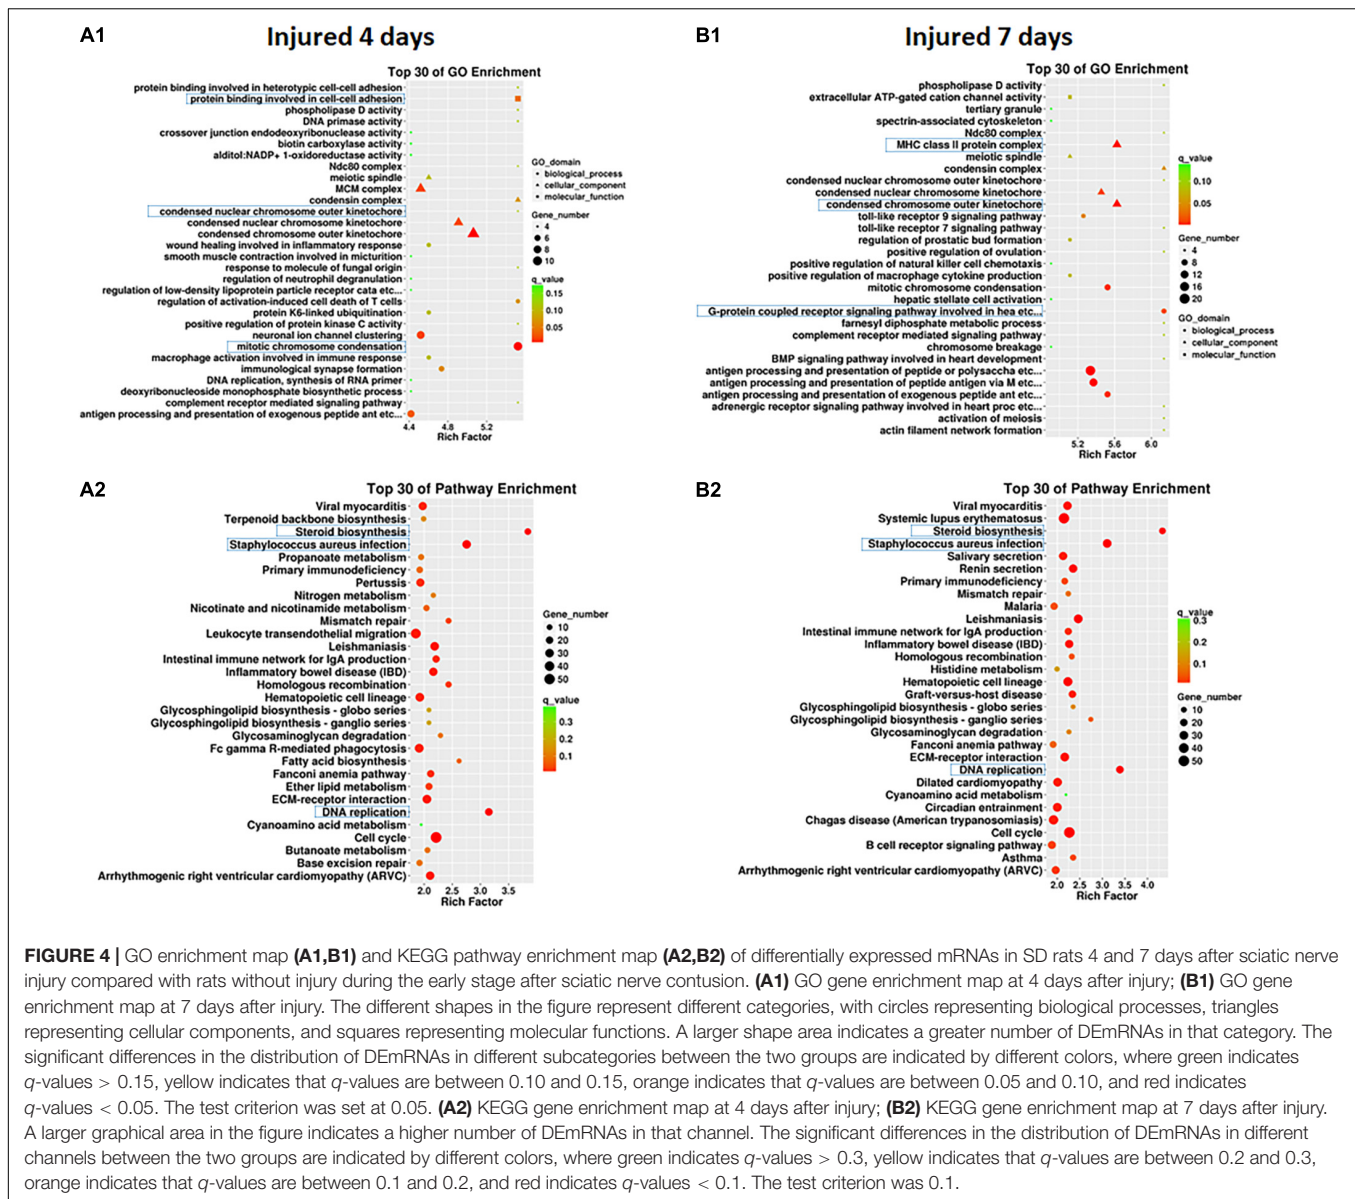 A1
Injured 4 days
Top 30 of GO Enrichment
protein binding involved in heterotypic cell-cell adhesion
protein binding involved in cell-cell adhesion
phospholipase D activity
DNA primase activity
crossover junction endodeoxyribonuclease activity
biotin carboxylase activity
alditol:NADP+ 1-oxidoreductase activity
Ndc80 complex
meiotic spindle
MCM complex
condensin complex
condensed nuclear chromosome outer kinetochore
condensed nuclear chromosome kinetochore
condensed chromosome outer kinetochore
wound healing involved in inflammatory response
smooth muscle contraction involved in micturition
response to molecule of fungal origin
regulation of neutrophil degranulation
regulation of low-density lipoprotein particle receptor cata etc...
regulation of activation-induced cell death of T cells
protein K6-linked ubiquitination
positive regulation of protein kinase C activity
neuronal ion channel clustering
mitotic chromosome condensation
macrophage activation involved in immune response
immunological synapse formation
DNA replication, synthesis of RNA primer
deoxyribonucleoside monophosphate biosynthetic process
complement receptor mediated signaling pathway
antigen processing and presentation of exogenous peptide ant etc...
4.4 4.8 5.2
Rich Factor
GO_domain
biological_process
cellular_component
molecular_function
Gene_number
4
6
8
10
q_value
0.15
0.10
0.05
B1
Injured 7 days
Top 30 of GO Enrichment
phospholipase D activity
extracellular ATP-gated cation channel activity
tertiary granule
spectrin-associated cytoskeleton
Ndc80 complex
MHC class II protein complex
meiotic spindle
condensin complex
condensed nuclear chromosome outer kinetochore
condensed nuclear chromosome kinetochore
condensed chromosome outer kinetochore
toll-like receptor 9 signaling pathway
toll-like receptor 7 signaling pathway
regulation of prostatic bud formation
positive regulation of ovulation
positive regulation of natural killer cell chemotaxis
positive regulation of macrophage cytokine production
mitotic chromosome condensation
hepatic stellate cell activation
G-protein coupled receptor signaling pathway involved in hea etc...
farnesyl diphosphate metabolic process
complement receptor mediated signaling pathway
chromosome breakage
BMP signaling pathway involved in heart development
antigen processing and presentation of peptide or polysaccha etc...
antigen processing and presentation of peptide antigen via M etc...
antigen processing and presentation of exogenous peptide ant etc...
adrenergic receptor signaling pathway involved in heart proc etc...
activation of meiosis
actin filament network formation
5.2 5.6 6.0
Rich Factor
q_value
0.10
0.05
Gene_number
4
8
12
16
20
GO_domain
biological_process
cellular_component
molecular_function
A2
Top 30 of Pathway Enrichment
Viral myocarditis
Terpenoid backbone biosynthesis
Steroid biosynthesis
Staphylococcus aureus infection
Propanoate metabolism
Primary immunodeficiency
Pertussis
Nitrogen metabolism
Nicotinate and nicotinamide metabolism
Mismatch repair
Leukocyte transendothelial migration
Leishmaniasis
Intestinal immune network for IgA production
Inflammatory bowel disease (IBD)
Homologous recombination
Hematopoietic cell lineage
Glycosphingolipid biosynthesis - globo series
Glycosphingolipid biosynthesis - ganglio series
Glycosaminoglycan degradation
Fc gamma R-mediated phagocytosis
Fatty acid biosynthesis
Fanconi anemia pathway
Ether lipid metabolism
ECM-receptor interaction
DNA replication
Cyanoamino acid metabolism
Cell cycle
Butanoate metabolism
Base excision repair
Arrhythmogenic right ventricular cardiomyopathy (ARVC)
2.0 2.5 3.0 3.5
Rich Factor
Gene_number
10
20
30
40
50
q_value
0.3
0.2
0.1
B2
Top 30 of Pathway Enrichment
Viral myocarditis
Systemic lupus erythematosus
Steroid biosynthesis
Staphylococcus aureus infection
Salivary secretion
Renin secretion
Primary immunodeficiency
Mismatch repair
Malaria
Leishmaniasis
Intestinal immune network for IgA production
Inflammatory bowel disease (IBD)
Homologous recombination
Histidine metabolism
Hematopoietic cell lineage
Graft-versus-host disease
Glycosphingolipid biosynthesis - globo series
Glycosphingolipid biosynthesis - ganglio series
Glycosaminoglycan degradation
Fanconi anemia pathway
ECM-receptor interaction
DNA replication
Dilated cardiomyopathy
Cyanoamino acid metabolism
Circadian entrainment
Chagas disease (American trypanosomiasis)
Cell cycle
B cell receptor signaling pathway
Asthma
Arrhythmogenic right ventricular cardiomyopathy (ARVC)
2.0 2.5 3.0 3.5 4.0
Rich Factor
q_value
0.3
0.2
0.1
Gene_number
10
20
30
40
50
FIGURE 4 | GO enrichment map (A1,B1) and KEGG pathway enrichment map (A2,B2) of differentially expressed mRNAs in SD rats 4 and 7 days after sciatic nerve
injury compared with rats without injury during the early stage after sciatic nerve contusion. (A1) GO gene enrichment map at 4 days after injury; (B1) GO gene
enrichment map at 7 days after injury. The different shapes in the figure represent different categories, with circles representing biological processes, triangles
representing cellular components, and squares representing molecular functions. A larger shape area indicates a greater number of DEmRNAs in that category. The
significant differences in the distribution of DEmRNAs in different subcategories between the two groups are indicated by different colors, where green indicates
q-values > 0.15, yellow indicates that q-values are between 0.10 and 0.15, orange indicates that q-values are between 0.05 and 0.10, and red indicates
q-values < 0.05. The test criterion was set at 0.05. (A2) KEGG gene enrichment map at 4 days after injury; (B2) KEGG gene enrichment map at 7 days after injury.
A larger graphical area in the figure indicates a higher number of DEmRNAs in that channel. The significant differences in the distribution of DEmRNAs in different
channels between the two groups are indicated by different colors, where green indicates q-values > 0.3, yellow indicates that q-values are between 0.2 and 0.3,
orange indicates that q-values are between 0.1 and 0.2, and red indicates q-values < 0.1. The test criterion was 0.1.